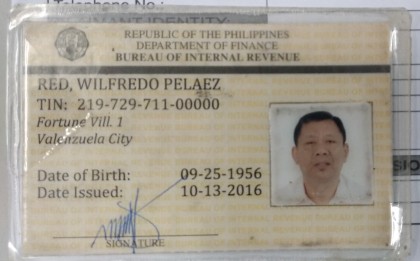 Telephone No.:
MANT IDENTITY
REPUBLIC OF THE PHILIPPINES
DEPARTMENT OF FINANCE
BUREAU OF INTERNAL REVENUE
RED, WILFREDO PELAEZ
TIN: 219-729-711-00000
Fortune Vill. 1
Valenzuela City
Date of Birth: 09-25-1956
Date Issued: 10-13-2016
SIGNATURE
SIO